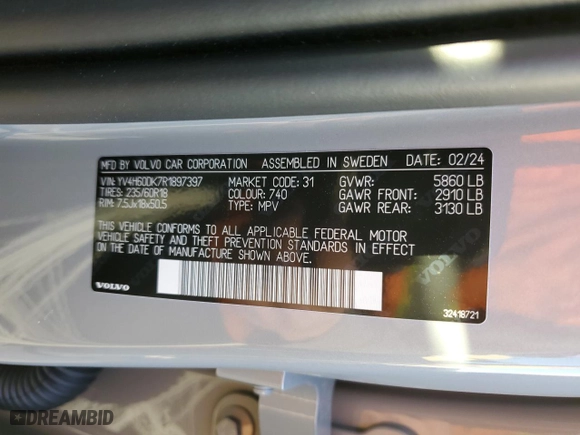 MFD BY VOLVO CAR CORPORATION ASSEMBLED IN SWEDEN DATE: 02/24
VIN: YV4H60DK7R1897397 MARKET CODE: 31 GVWR: 5860 LB
TIRES: 235/60R18 COLOUR: 740 GAWR FRONT: 2910 LB
RIM: 7.5Jx18x50.5 TYPE: MPV GAWR REAR: 3130 LB
THIS VEHICLE CONFORMS TO ALL APPLICABLE FEDERAL MOTOR
VEHICLE SAFETY AND THEFT PREVENTION STANDARDS IN EFFECT
ON THE DATE OF MANUFACTURE SHOWN ABOVE.
VOLVO 32418721
DREAMBID